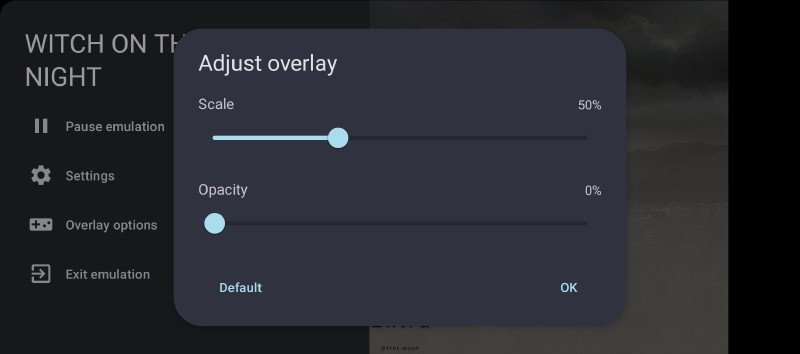 WITCH ON TH
NIGHT
Pause emulation
Settings
Overlay options
Exit emulation
Adjust overlay
Scale 50%
Opacity 0%
Default OK